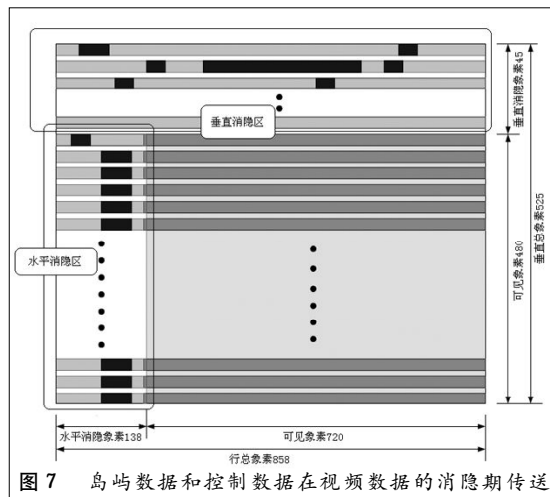 垂直消隐区
水平消隐区
垂直消隐象素45
可见象素480
垂直总象素525
水平消隐象素138
可见象素720
行总象素858
图 7 岛屿数据和控制数据在视频数据的消隐期传送